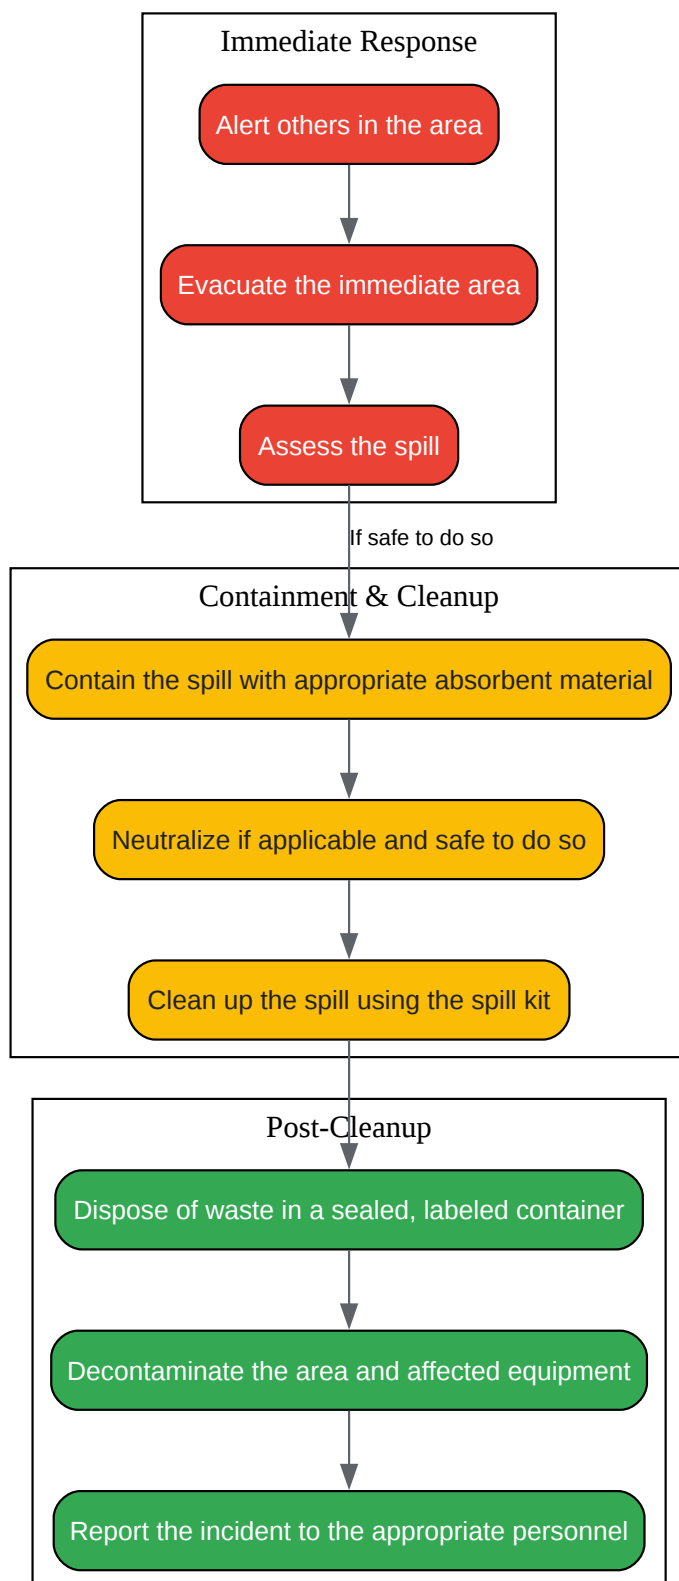 Immediate Response
Alert others in the area
Evacuate the immediate area
Assess the spill
If safe to do so
Containment & Cleanup
Contain the spill with appropriate absorbent material
Neutralize if applicable and safe to do so
Clean up the spill using the spill kit
Post-Cleanup
Dispose of waste in a sealed, labeled container
Decontaminate the area and affected equipment
Report the incident to the appropriate personnel